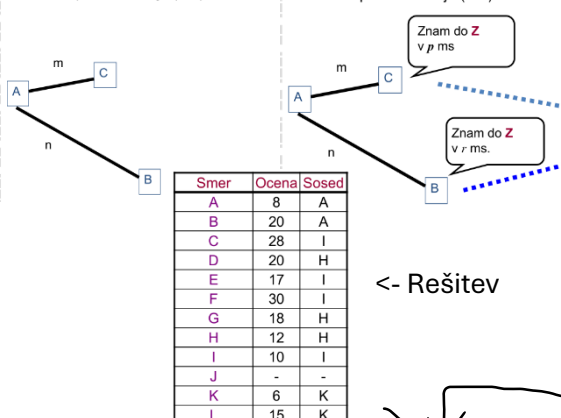 m
C
A
n
B
Znam do Z
v p ms
m
C
A
n
B
Znam do Z
v r ms.
Smer Ocena Sosed
A 8 A
B 20 A
C 28 I
D 20 H
E 17 I
F 30 I
G 18 H
H 12 H
I 10 I
J - -
K 6 K
L 15 K
<- Rešitev